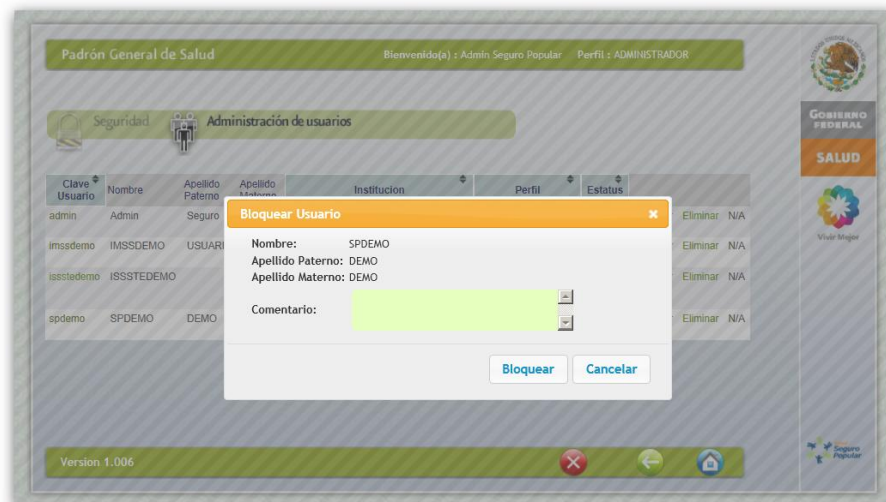 Padrón General de Salud
Bienvenido(a) : Admin Seguro Popular Perfil : ADMINISTRADOR
GOBIERNO
FEDERAL
SALUD
Vivir Mejor
Seguridad
Administración de usuarios
Clave Usuario Nombre Apellido Paterno Apellido Materno Institucion Perfil Estatus
admin Admin Seguro Eliminar N/A
imssdemo IMSSDEMO USUARI Eliminar N/A
issstedemo ISSSTEDEMO Eliminar N/A
spdemo SPDEMO DEMO Eliminar N/A
Bloquear Usuario
Nombre: SPDEMO
Apellido Paterno: DEMO
Apellido Materno: DEMO
Comentario:
Bloquear Cancelar
Version 1.006
Seguro
Popular